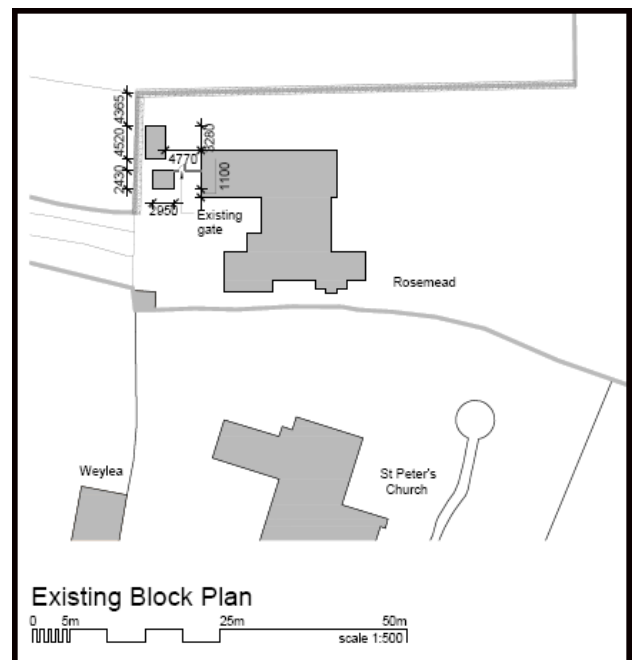 4365
4520
2430
3280
4770
1100
2950
Existing
gate
Rosemead
Weylea
St Peter's
Church
Existing Block Plan
0 5m 25m 50m
scale 1:500